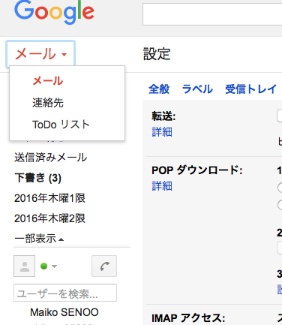 Google
メール
設定
メール
連絡先
ToDo リスト
送信済みメール
下書き (3)
2016年木曜1限
2016年木曜2限
一部表示
ユーザーを検索...
Maiko SENOO
全般 ラベル 受信トレイ
転送:
詳細
POP ダウンロード:
詳細
1
2
3
IMAP アクセス: